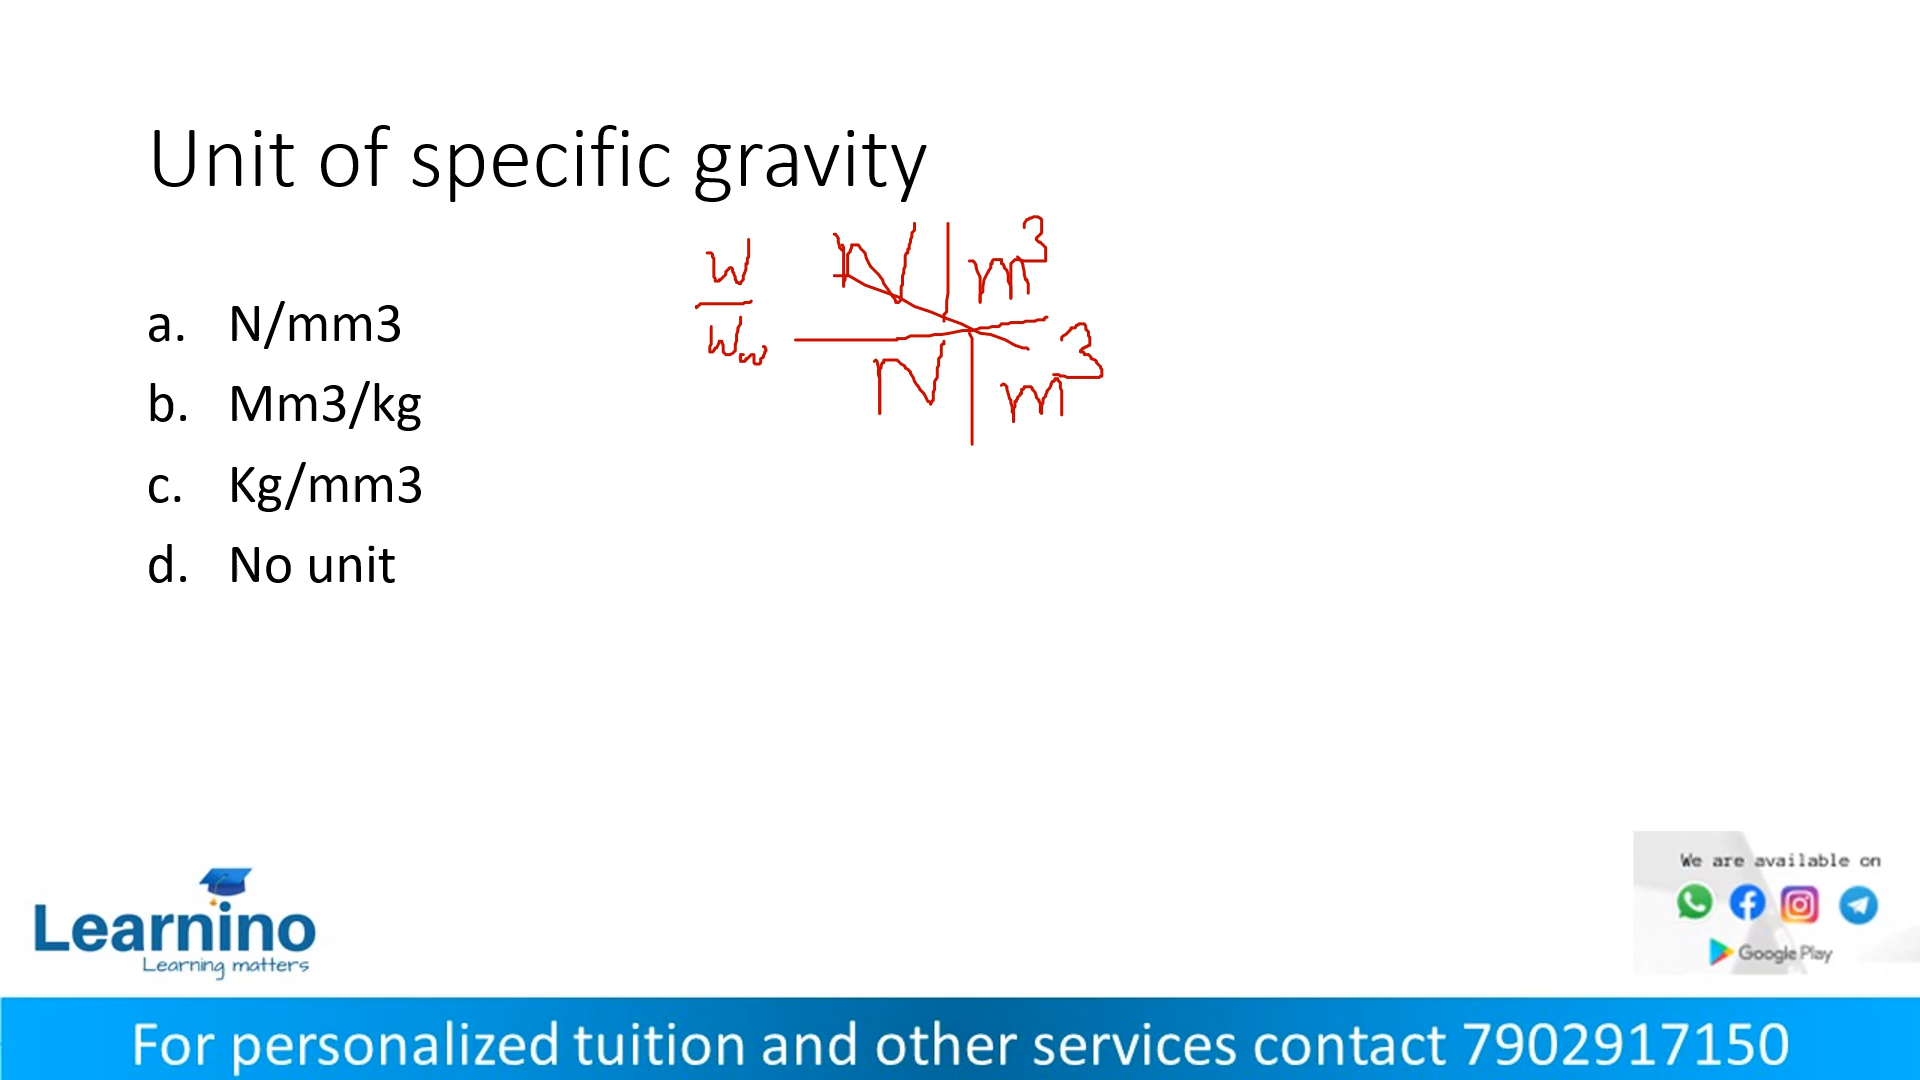 Unit of specific gravity
w
N/m3
a. N/mm3
Ww
N/m3
b. Mm3/kg
c. Kg/mm3
d. No unit
We are available on
Learnino
Learning matters
Google Play
For personalized tuition and other services contact 7902917150